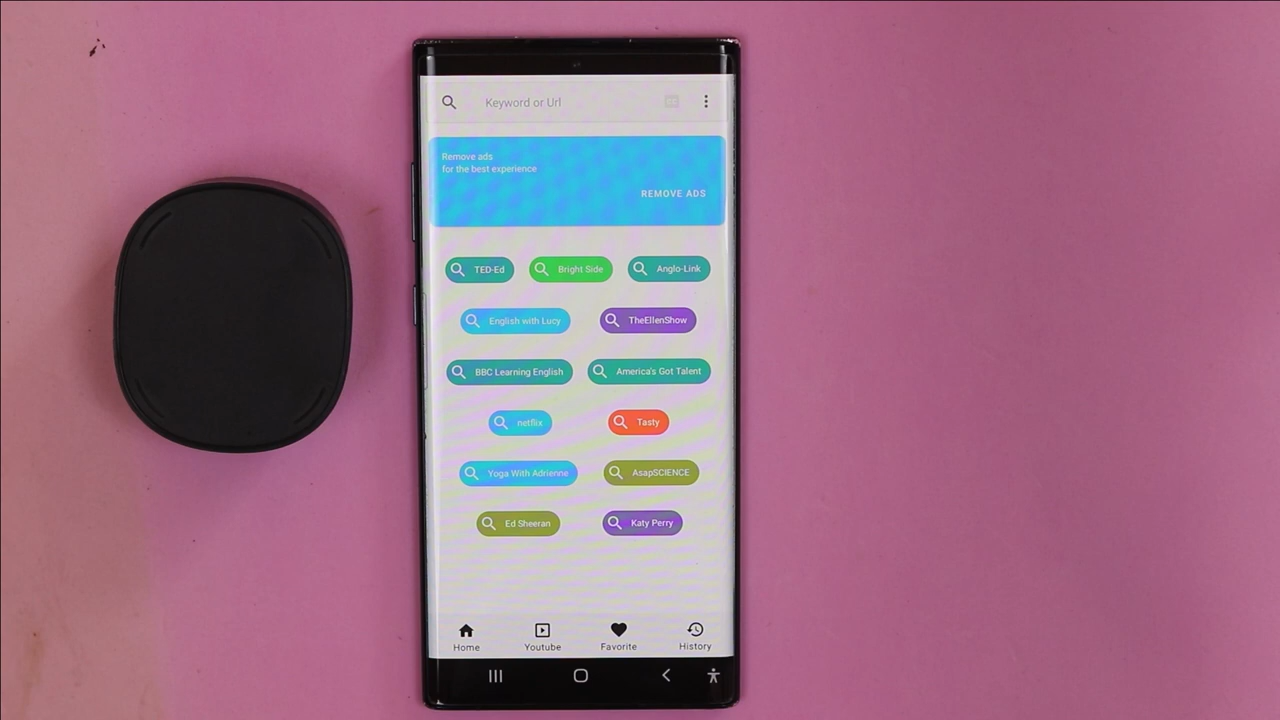 Keyword or Url
Remove ads
for the best experience
REMOVE ADS
TED-Ed
Bright Side
Anglo-Link
English with Lucy
TheEllenShow
BBC Learning English
America's Got Talent
netflix
Tasty
Yoga With Adrienne
AsapSCIENCE
Ed Sheeran
Katy Perry
Home
Youtube
Favorite
History